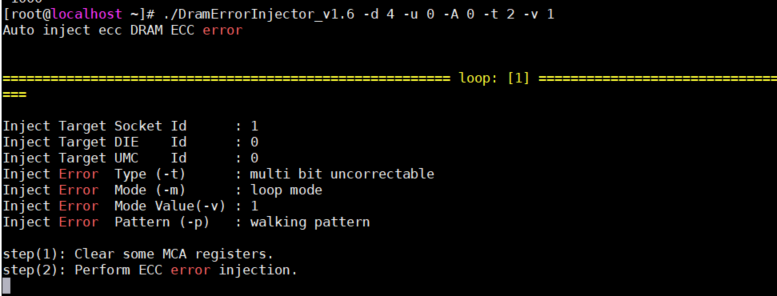 [root@localhost ~]# ./DramErrorInjector_v1.6 -d 4 -u 0 -A 0 -t 2 -v 1
Auto inject ecc DRAM ECC error
======================================================== loop: [1] ==============================
===
Inject Target Socket Id      : 1
Inject Target DIE    Id      : 0
Inject Target UMC    Id      : 0
Inject Error  Type (-t)      : multi bit uncorrectable
Inject Error  Mode (-m)      : loop mode
Inject Error  Mode Value(-v) : 1
Inject Error  Pattern (-p)   : walking pattern
step(1): Clear some MCA registers.
step(2): Perform ECC error injection.